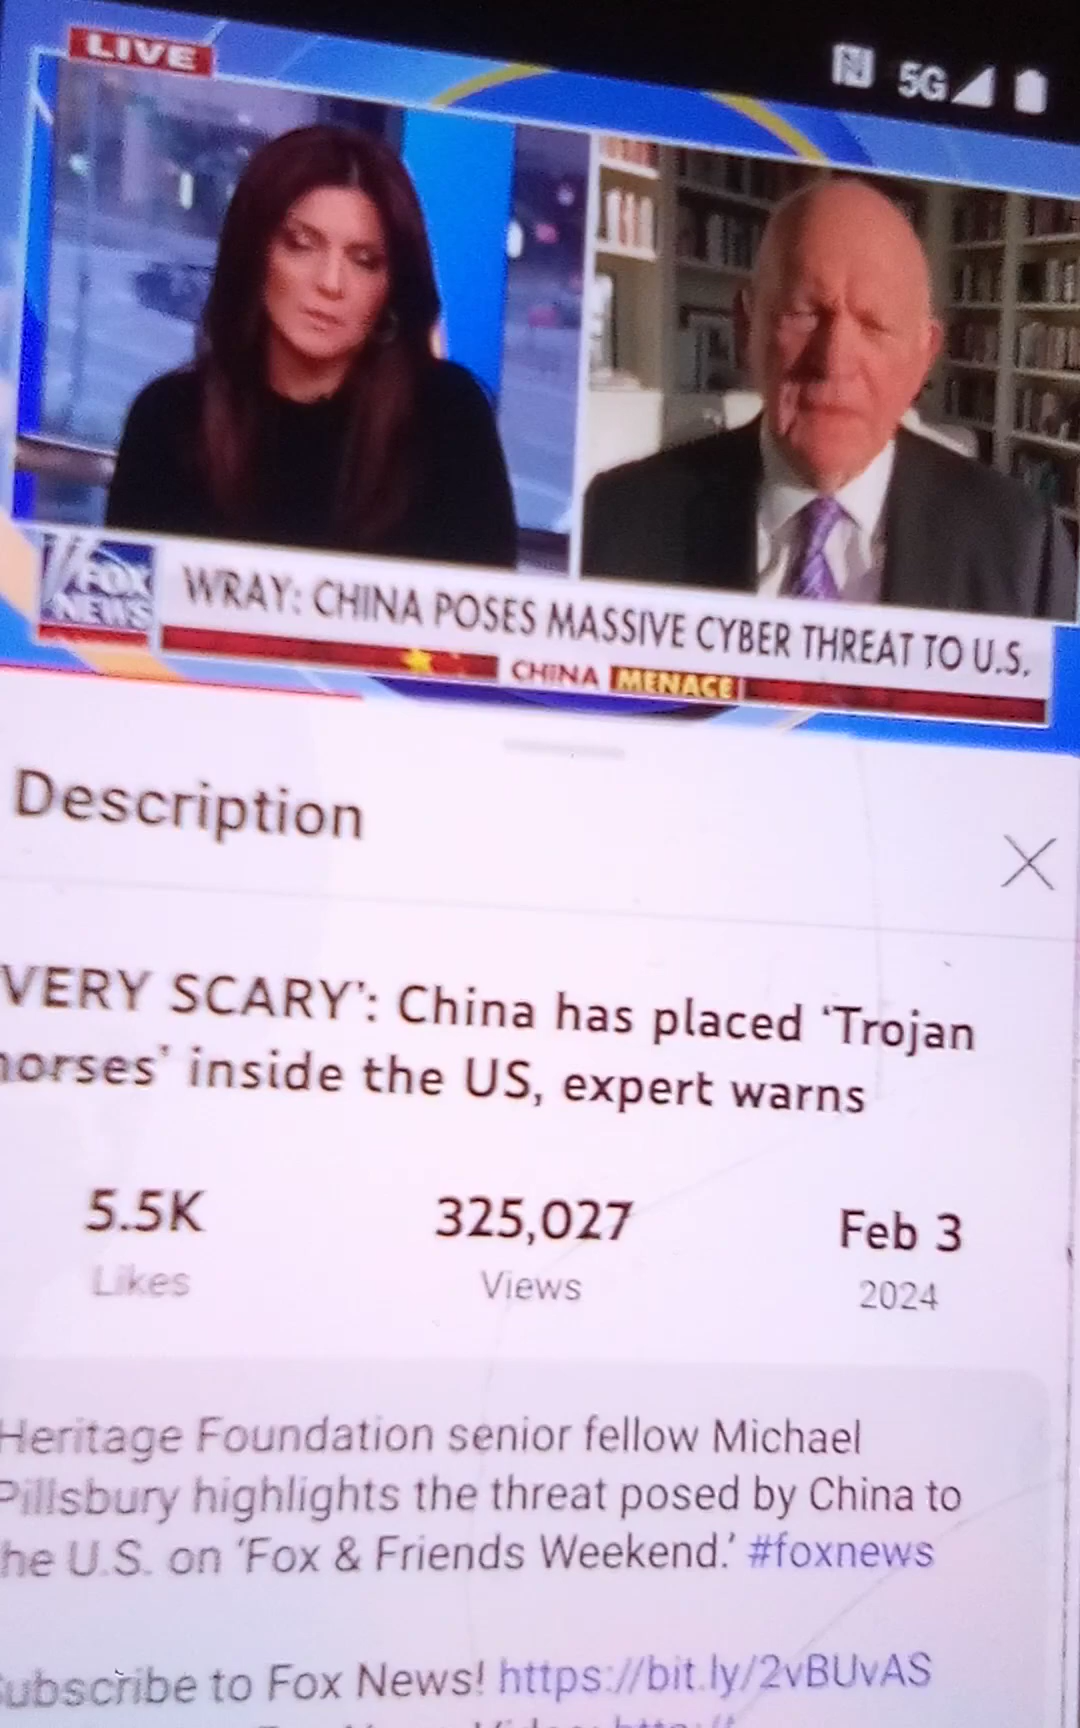 LIVE
5G
FOX
NEWS
WRAY: CHINA POSES MASSIVE CYBER THREAT TO U.S.
CHINA MENACE
Description
VERY SCARY': China has placed 'Trojan
horses' inside the US, expert warns
5.5K
325,027
Feb 3
Likes
Views
2024
Heritage Foundation senior fellow Michael
Pillsbury highlights the threat posed by China to
the U.S. on 'Fox & Friends Weekend.' #foxnews
Subscribe to Fox News! https://bit.ly/2vBUvAS